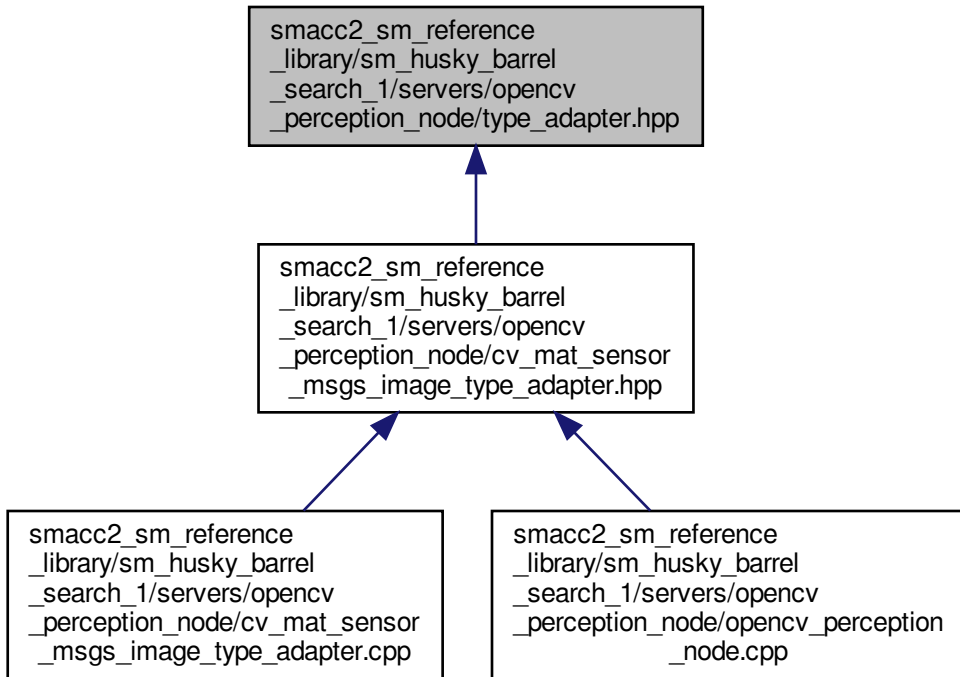 smacc2_sm_reference
_library/sm_husky_barrel
_search_1/servers/opencv
_perception_node/type_adapter.hpp
smacc2_sm_reference
_library/sm_husky_barrel
_search_1/servers/opencv
_perception_node/cv_mat_sensor
_msgs_image_type_adapter.hpp
smacc2_sm_reference
_library/sm_husky_barrel
_search_1/servers/opencv
_perception_node/cv_mat_sensor
_msgs_image_type_adapter.cpp
smacc2_sm_reference
_library/sm_husky_barrel
_search_1/servers/opencv
_perception_node/opencv_perception
_node.cpp